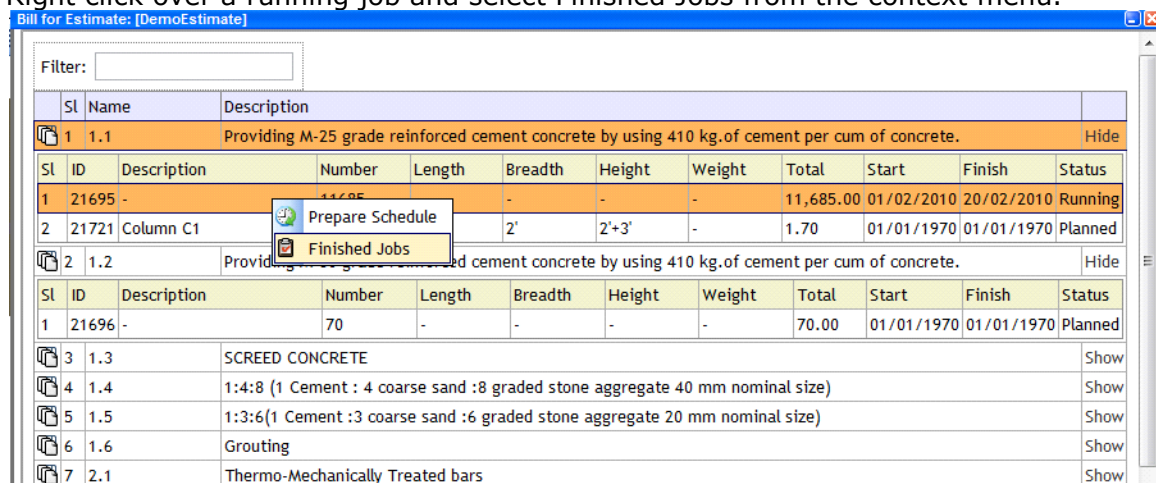 Right click over a running job and select Finished Jobs from the context menu.
Bill for Estimate: [DemoEstimate]
Filter:
Sl Name Description
1 1.1 Providing M-25 grade reinforced cement concrete by using 410 kg.of cement per cum of concrete. Hide
Sl ID Description Number Length Breadth Height Weight Total Start Finish Status
1 21695 - 11685 - - - 11,685.00 01/02/2010 20/02/2010 Running
Prepare Schedule
2 21721 Column C1 2' 2'+3' - 1.70 01/01/1970 01/01/1970 Planned
Finished Jobs
2 1.2 grade reinforced cement concrete by using 410 kg.of cement per cum of concrete. Hide
Sl ID Description Number Length Breadth Height Weight Total Start Finish Status
1 21696 - 70 - - - - 70.00 01/01/1970 01/01/1970 Planned
3 1.3 SCREED CONCRETE Show
4 1.4 1:4:8 (1 Cement : 4 coarse sand :8 graded stone aggregate 40 mm nominal size) Show
5 1.5 1:3:6(1 Cement :3 coarse sand :6 graded stone aggregate 20 mm nominal size) Show
6 1.6 Grouting Show
7 2.1 Thermo-Mechanically Treated bars Show